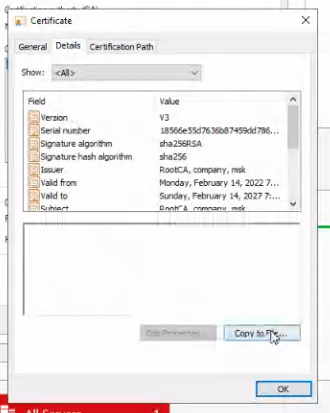 Certificate
General Details Certification Path
Show: <All>
Field Value
Version V3
Serial number 18566e55d7636b87459dd786...
Signature algorithm sha256RSA
Signature hash algorithm sha256
Issuer RootCA, company, msk
Valid from Monday, February 14, 2022 7:...
Valid to Sunday, February 14, 2027 7:...
Subject RootCA, company, msk
Edit Properties...
Copy to File...
OK
All Servers 1